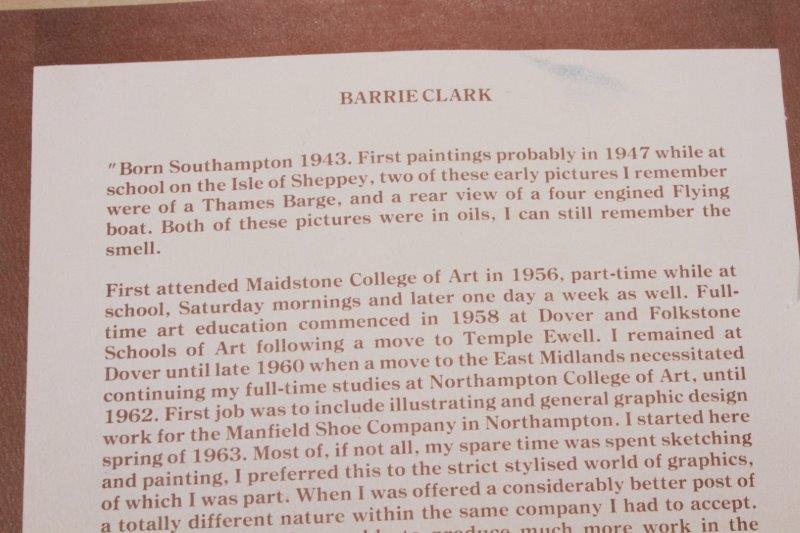 BARRIE CLARK
"Born Southampton 1943. First paintings probably in 1947 while at
school on the Isle of Sheppey, two of these early pictures I remember
were of a Thames Barge, and a rear view of a four engined Flying
boat. Both of these pictures were in oils, I can still remember the
smell.
First attended Maidstone College of Art in 1956, part-time while at
school, Saturday mornings and later one day a week as well. Full-
time art education commenced in 1958 at Dover and Folkstone
Schools of Art following a move to Temple Ewell. I remained at
Dover until late 1960 when a move to the East Midlands necessitated
continuing my full-time studies at Northampton College of Art, until
1962. First job was to include illustrating and general graphic design
work for the Manfield Shoe Company in Northampton. I started here
spring of 1963. Most of, if not all, my spare time was spent sketching
and painting, I preferred this to the strict stylised world of graphics,
of which I was part. When I was offered a considerably better post of
a totally different nature within the same company I had to accept.
to produce much more work in the